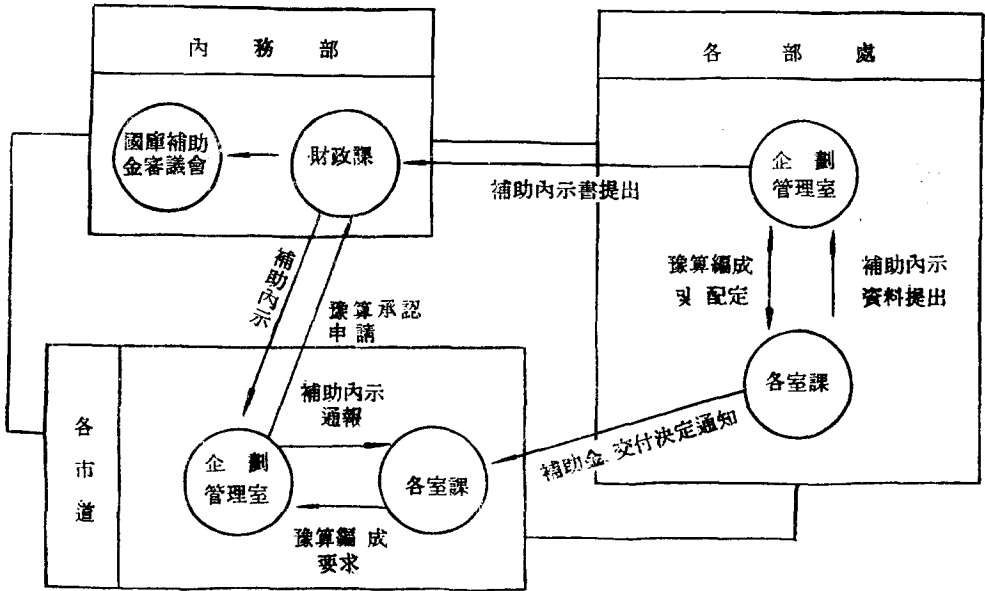 內務部
各部處
國庫補助
金審議會
財政課
企劃
管理室
補助內示書提出
豫算編成
및 配定
補助內示
資料提出
各室課
補助內示
豫算承認
申請
各市道
補助內示
通報
企劃
管理室
各室課
豫算編成
要求
補助金 交付決定通知